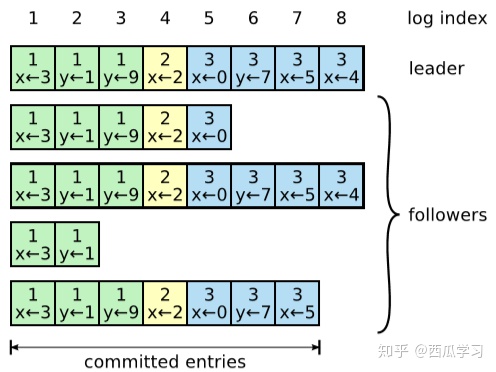 1 2 3 4 5 6 7 8 log index
1 1 1 2 3 3 3 3
x←3 y←1 y←9 x←2 x←0 y←7 x←5 x←4
leader
1 1 1 2 3
x←3 y←1 y←9 x←2 x←0
1 1 1 2 3 3 3 3
x←3 y←1 y←9 x←2 x←0 y←7 x←5 x←4
followers
1 1
x←3 y←1
1 1 1 2 3 3 3
x←3 y←1 y←9 x←2 x←0 y←7 x←5
committed entries
知乎 @西瓜学习